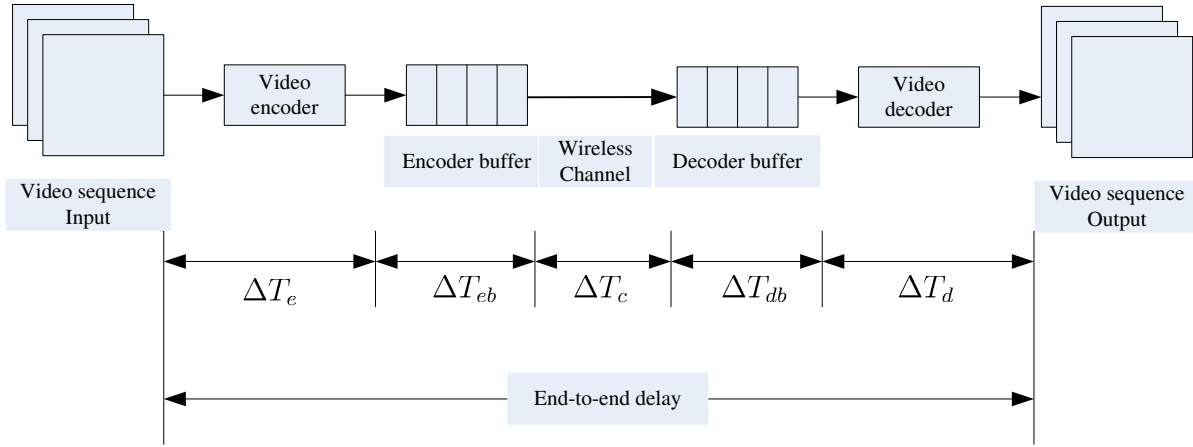 Video
encoder
Video
decoder
Encoder buffer
Wireless
Channel
Decoder buffer
Video sequence
Input
Video sequence
Output
ΔT_e
ΔT_eb
ΔT_c
ΔT_db
ΔT_d
End-to-end delay